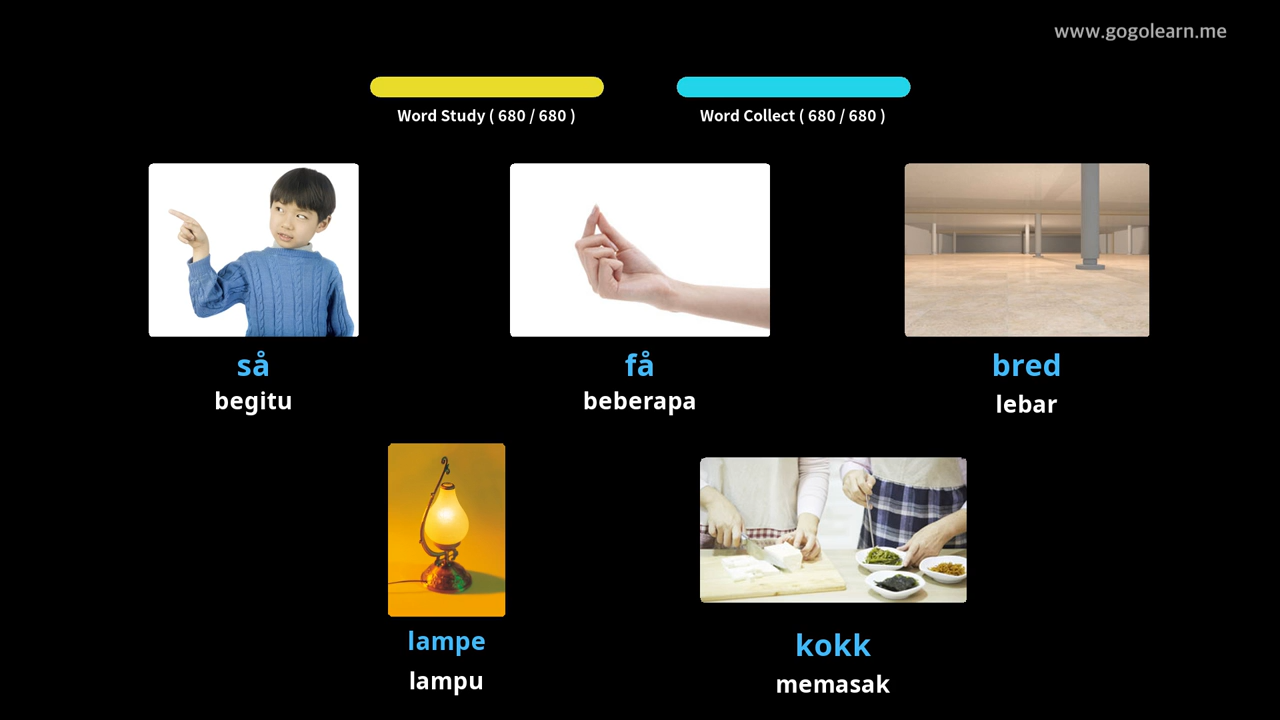 www.gogolearn.me
Word Study ( 680 / 680 )
Word Collect ( 680 / 680 )
så
begitu
få
beberapa
bred
lebar
lampe
lampu
kokk
memasak